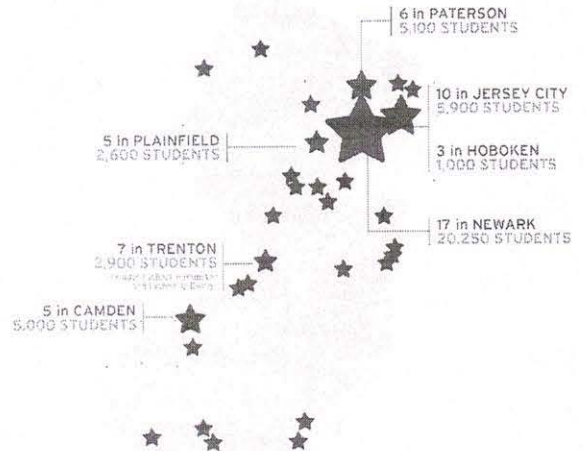 6 in PATERSON
5,100 STUDENTS
10 in JERSEY CITY
5,900 STUDENTS
5 in PLAINFIELD
2,600 STUDENTS
3 in HOBOKEN
1,000 STUDENTS
17 in NEWARK
20,250 STUDENTS
7 in TRENTON
2,900 STUDENTS
5 in CAMDEN
5,000 STUDENTS